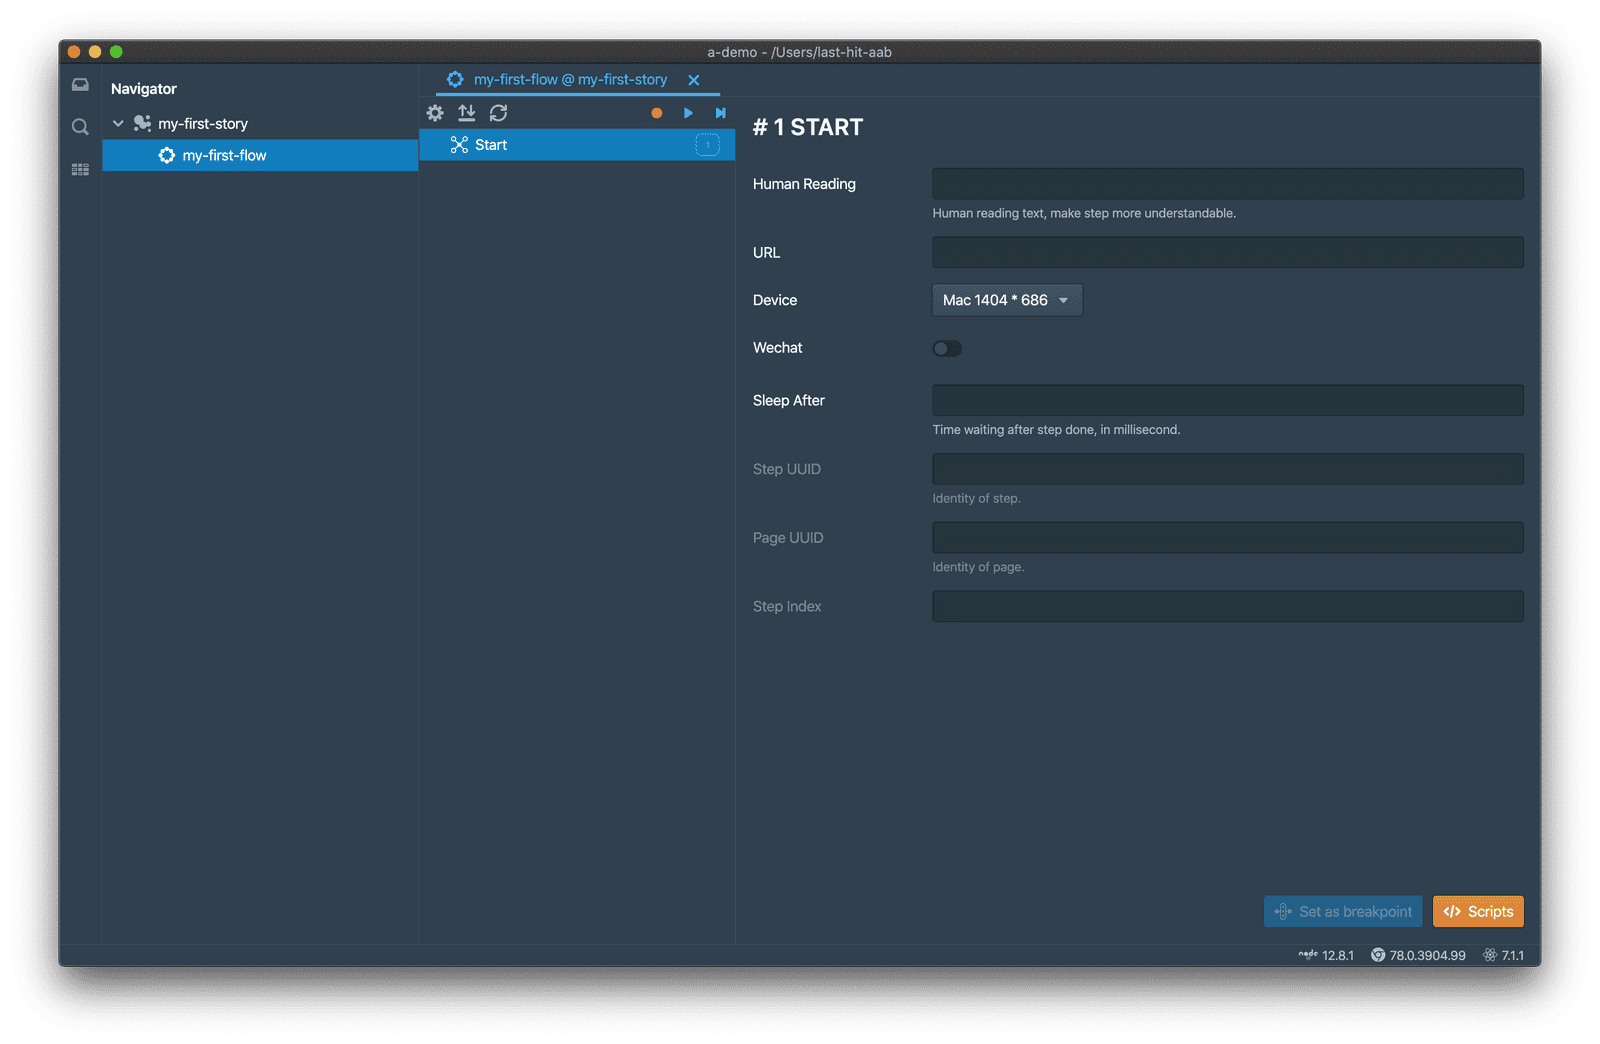 a-demo - /Users/last-hit-aab
Navigator
my-first-story
my-first-flow
my-first-flow @ my-first-story
Start
1
# 1 START
Human Reading
Human reading text, make step more understandable.
URL
Device
Mac 1404 * 686
Wechat
Sleep After
Time waiting after step done, in millisecond.
Step UUID
Identity of step.
Page UUID
Identity of page.
Step Index
Set as breakpoint
</> Scripts
node 12.8.1
78.0.3904.99
7.1.1